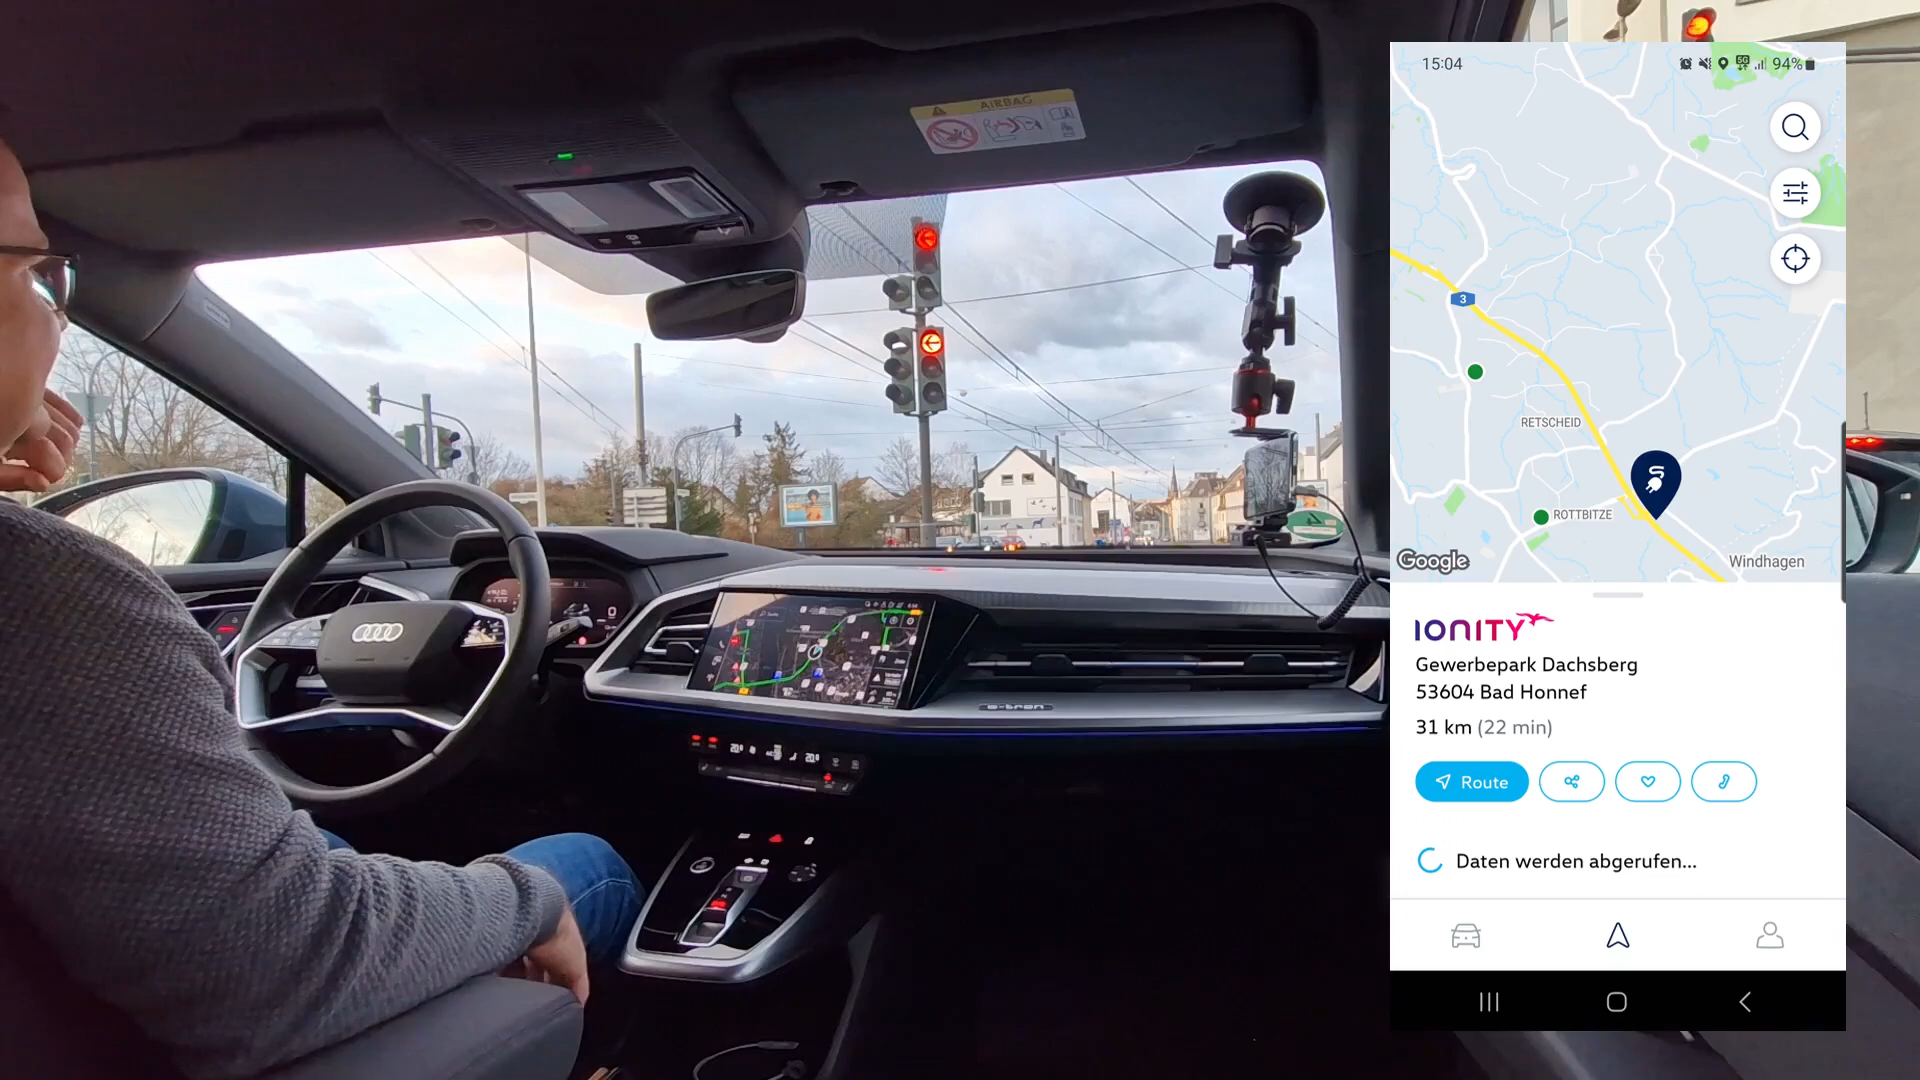 AIRBAG
e-tron
15:04
5G
94%
3
RETSCHEID
ROTTBITZE
Windhagen
Google
IONITY
Gewerbepark Dachsberg
53604 Bad Honnef
31 km (22 min)
Route
Daten werden abgerufen...